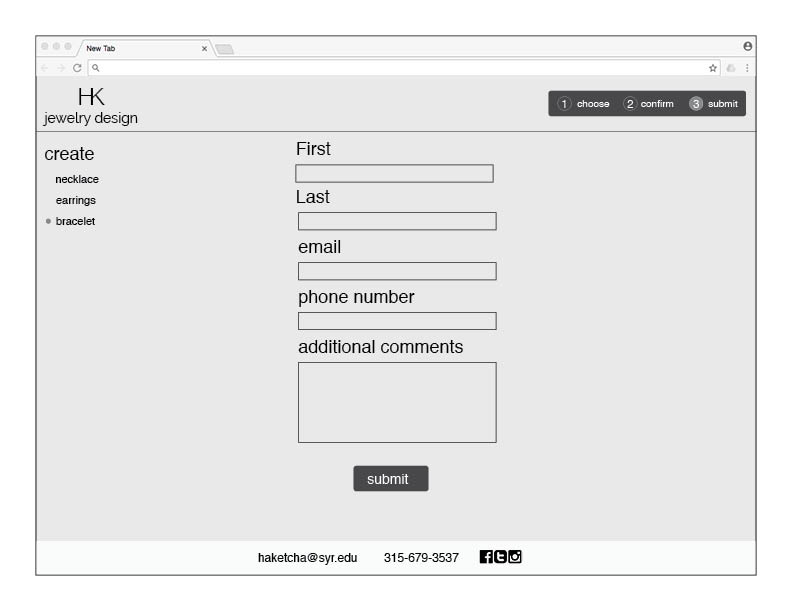 New Tab
HK
jewelry design
1 choose 2 confirm 3 submit
create
necklace
earrings
bracelet
First
Last
email
phone number
additional comments
submit
haketcha@syr.edu 315-679-3537